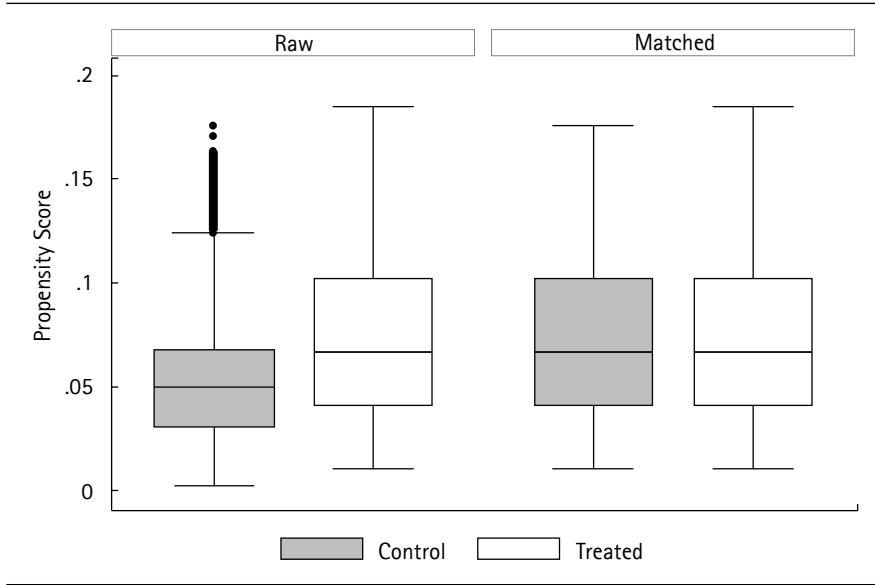 Raw Matched
.2
.15
.1
.05
0
Propensity Score
Control Treated